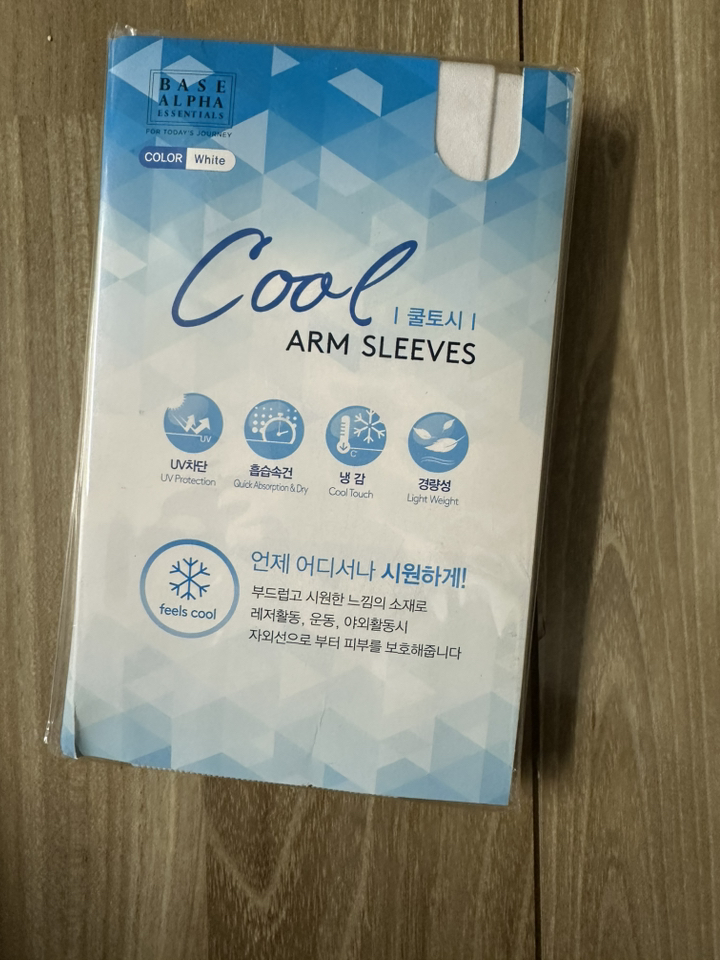 BASE
ALPHA
ESSENTIALS
FOR TODAY'S JOURNEY
COLOR White
Cool
| 쿨토시 |
ARM SLEEVES
UV
C°
UV차단 흡습속건 냉 감 경량성
UV Protection Quick Absorption & Dry Cool Touch Light Weight
feels cool
언제 어디서나 시원하게!
부드럽고 시원한 느낌의 소재로
레저활동, 운동, 야외활동시
자외선으로 부터 피부를 보호해줍니다